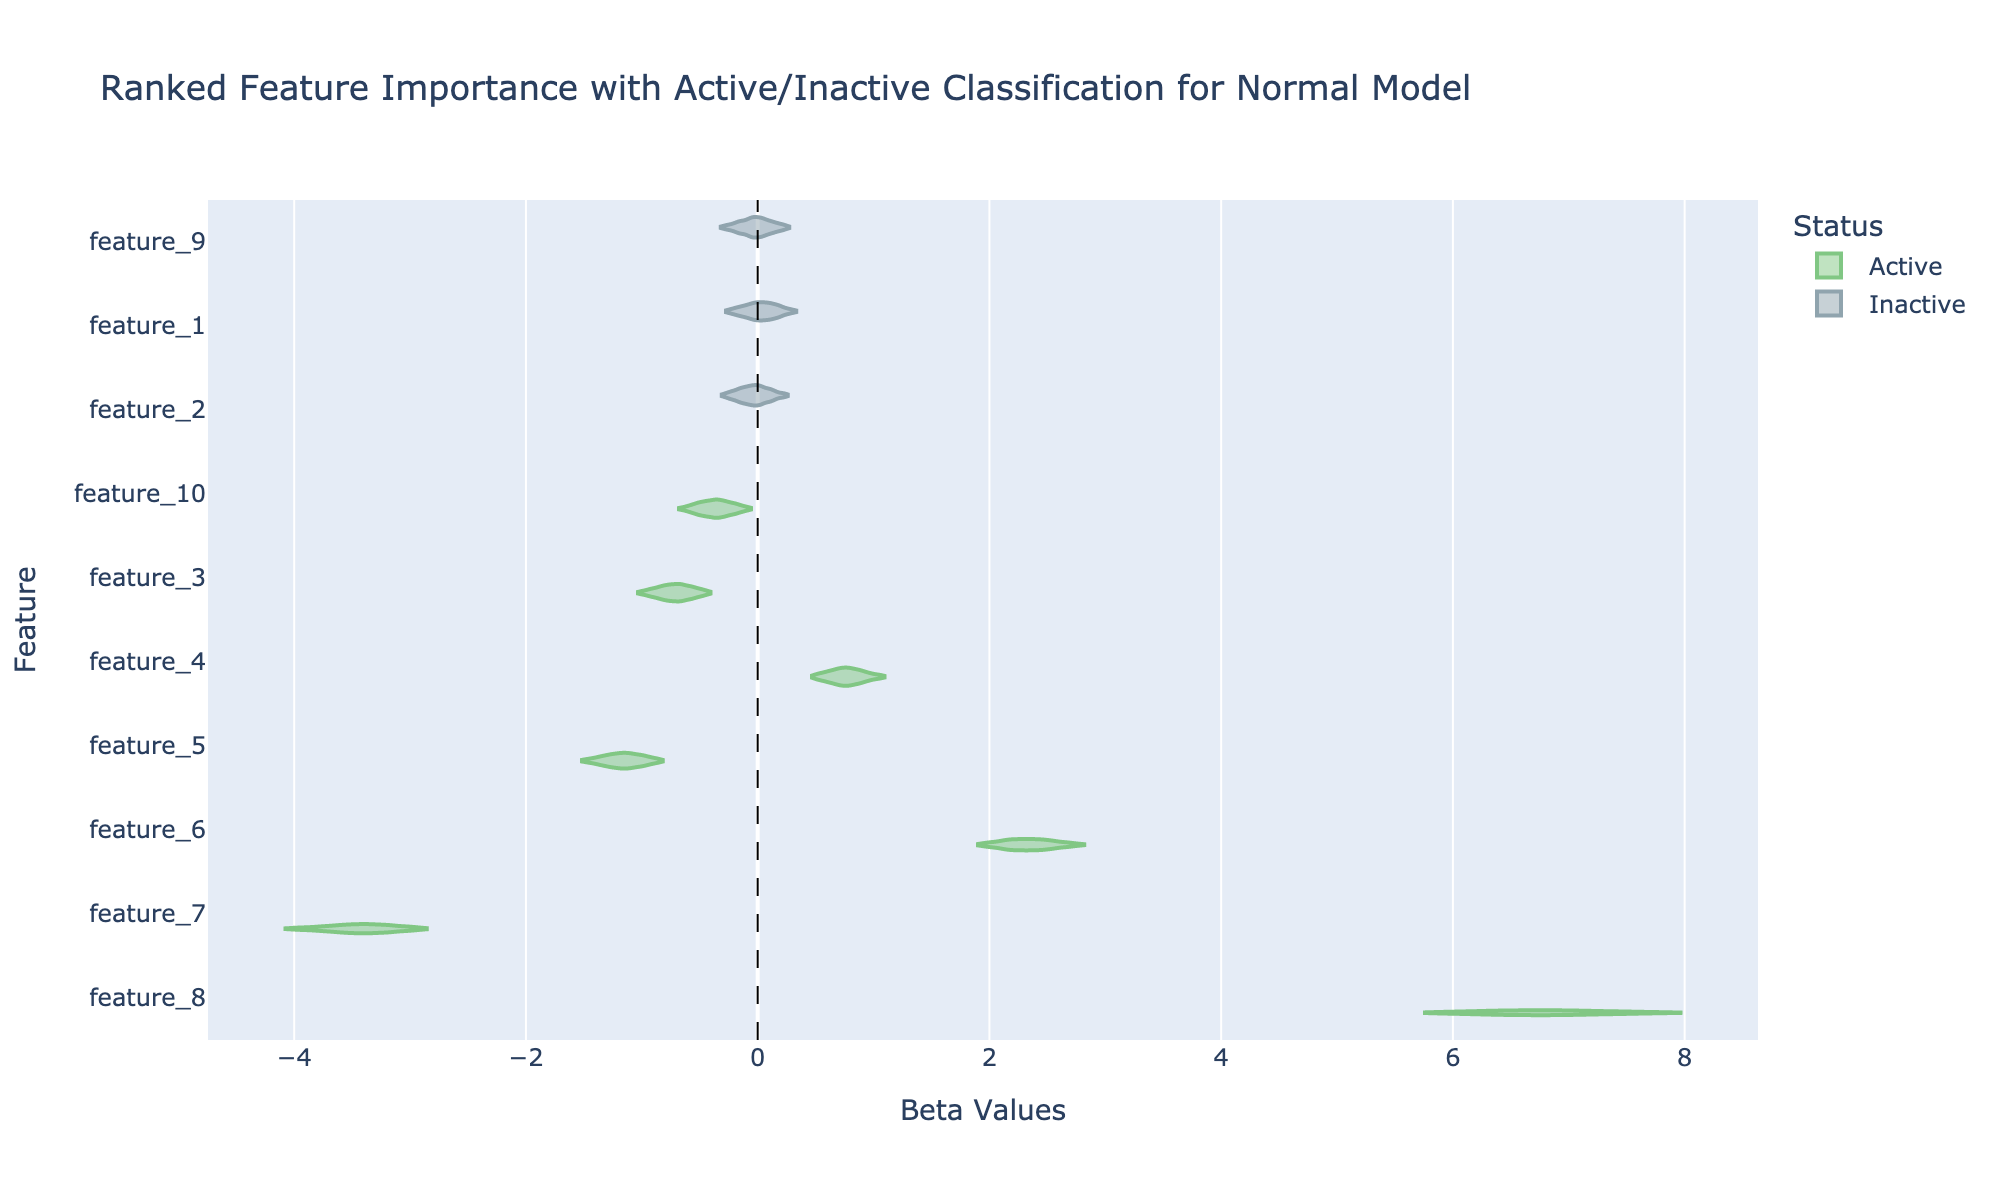 Ranked Feature Importance with Active/Inactive Classification for Normal Model
Status
Active
Inactive
Feature
feature_9
feature_1
feature_2
feature_10
feature_3
feature_4
feature_5
feature_6
feature_7
feature_8
−4 −2 0 2 4 6 8
Beta Values